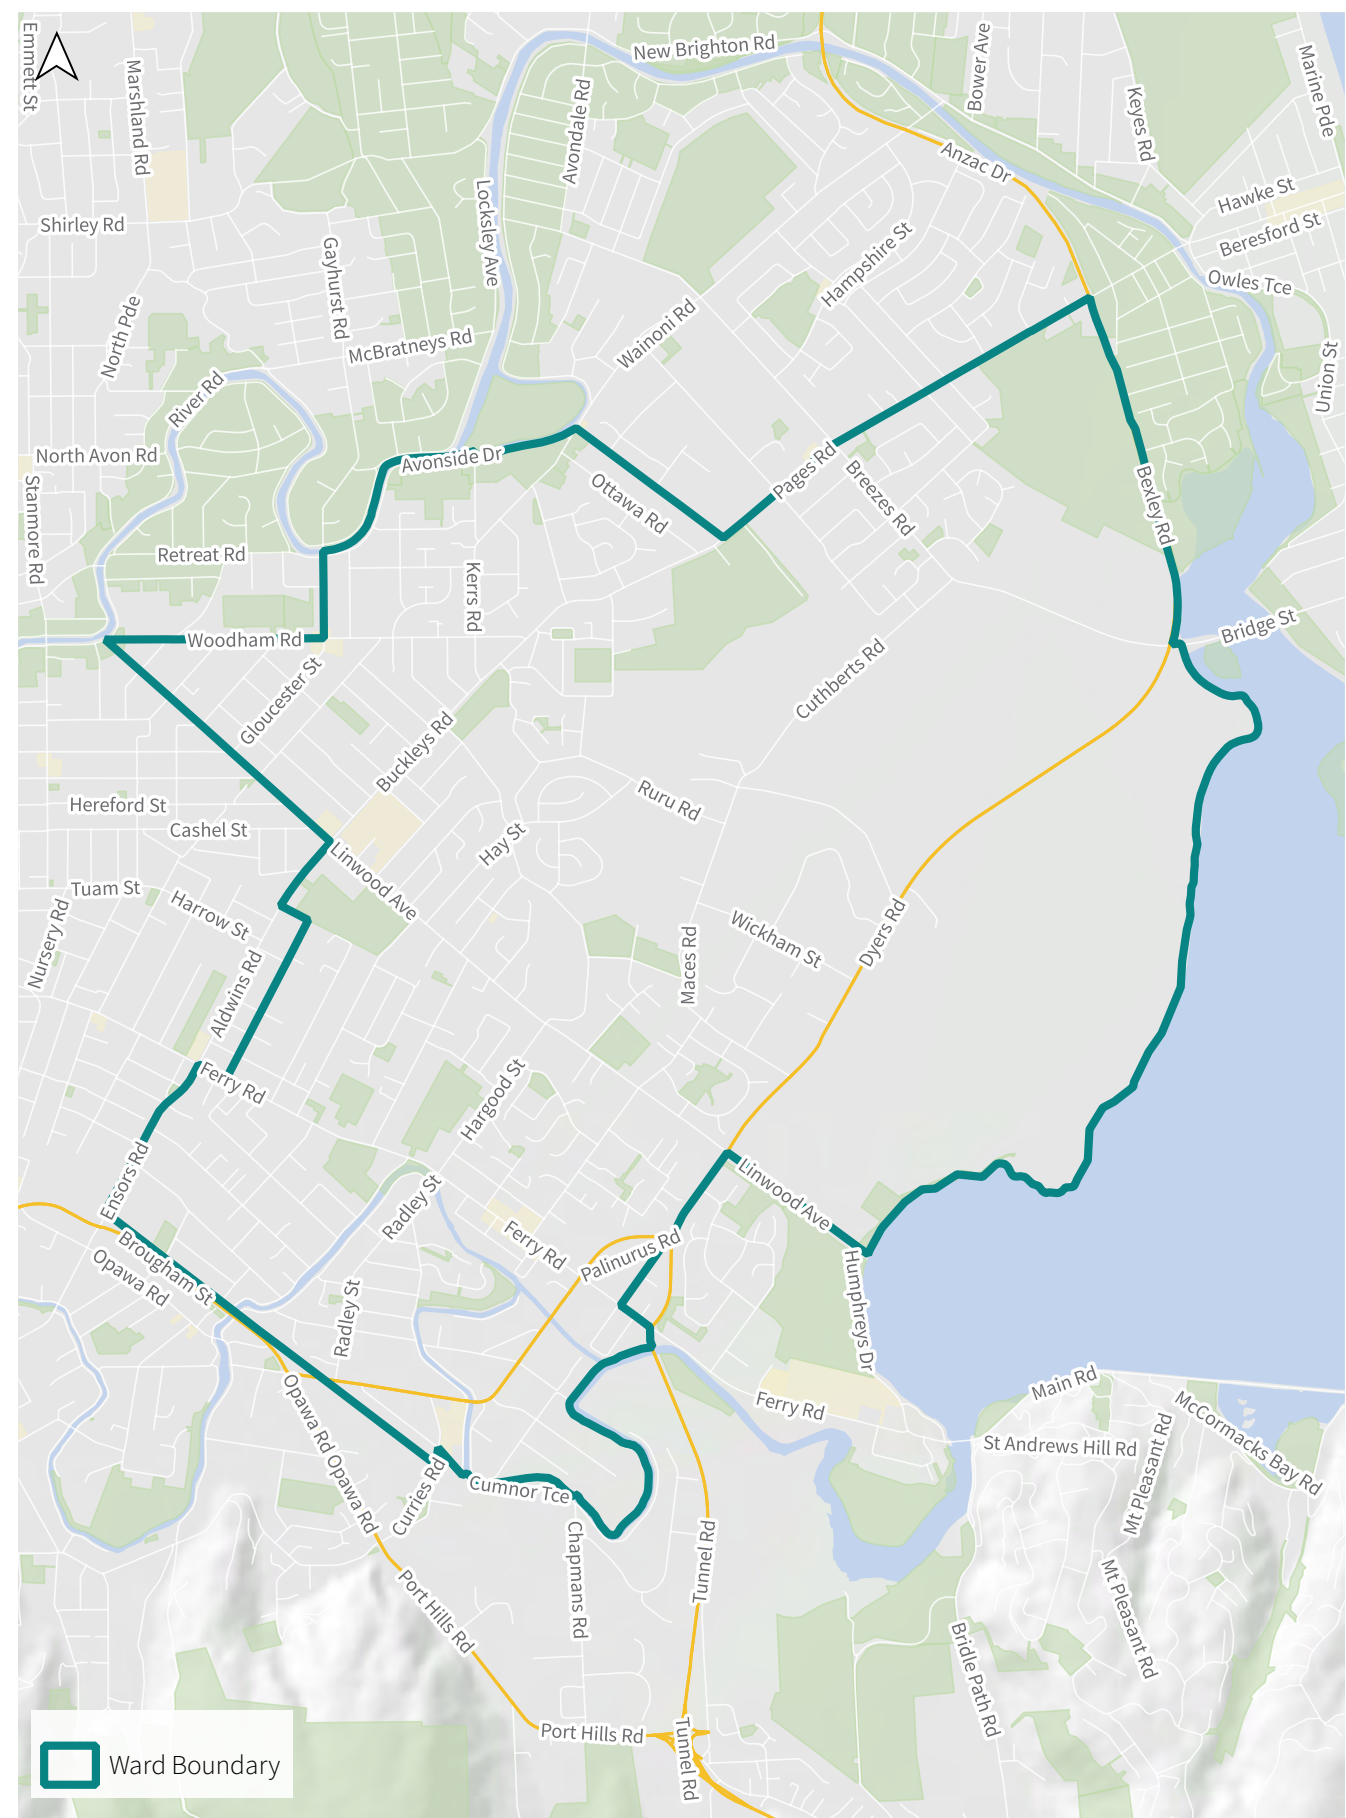 Emmett St
Marshland Rd
New Brighton Rd
Bower Ave
Marine Pde
Keyes Rd
Avondale Rd
Anzac Dr
Hawke St
Beresford St
Shirley Rd
Locksley Ave
Gayhurst Rd
Hampshire St
Owles Tce
North Pde
McBratneys Rd
Wainoni Rd
Union St
River Rd
North Avon Rd
Avonside Dr
Pages Rd
Breezes Rd
Ottawa Rd
Bexley Rd
Stanmore Rd
Retreat Rd
Kerrs Rd
Woodham Rd
Bridge St
Gloucester St
Cuthberts Rd
Buckleys Rd
Hereford St
Cashel St
Ruru Rd
Hay St
Linwood Ave
Tuam St
Harrow St
Nursery Rd
Wickham St
Dyers Rd
Maces Rd
Aldwins Rd
Ferry Rd
Hargood St
Ensors Rd
Radley St
Linwood Ave
Ferry Rd
Palinurus Rd
Brougham St
Opawa Rd
Radley St
Humphreys Dr
Main Rd
Ferry Rd
McCormacks Bay Rd
Opawa Rd
Opawa Rd
St Andrews Hill Rd
Mt Pleasant Rd
Curries Rd
Cumnor Tce
Chapmans Rd
Tunnel Rd
Port Hills Rd
Mt Pleasant Rd
Bridle Path Rd
Port Hills Rd
Tunnel Rd
Ward Boundary